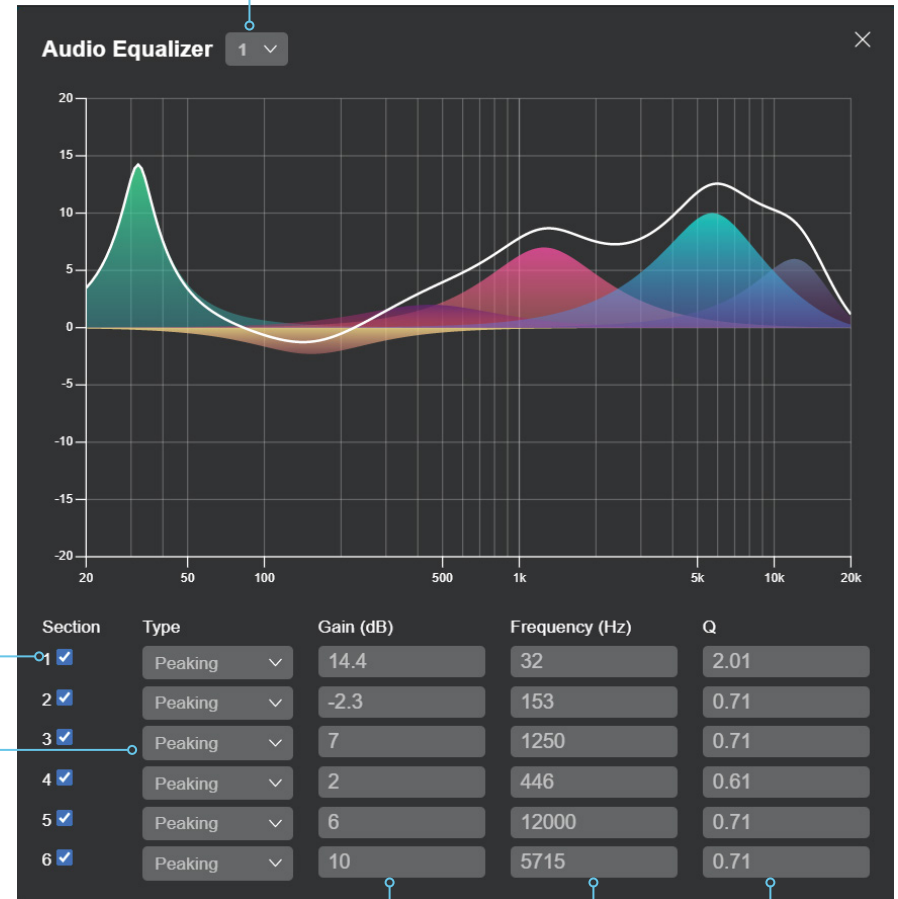 Audio Equalizer 1
20
15
10
5
0
-5
-10
-15
-20
20 50 100 500 1k 5k 10k 20k
Section Type Gain (dB) Frequency (Hz) Q
1 Peaking 14.4 32 2.01
2 Peaking -2.3 153 0.71
3 Peaking 7 1250 0.71
4 Peaking 2 446 0.61
5 Peaking 6 12000 0.71
6 Peaking 10 5715 0.71